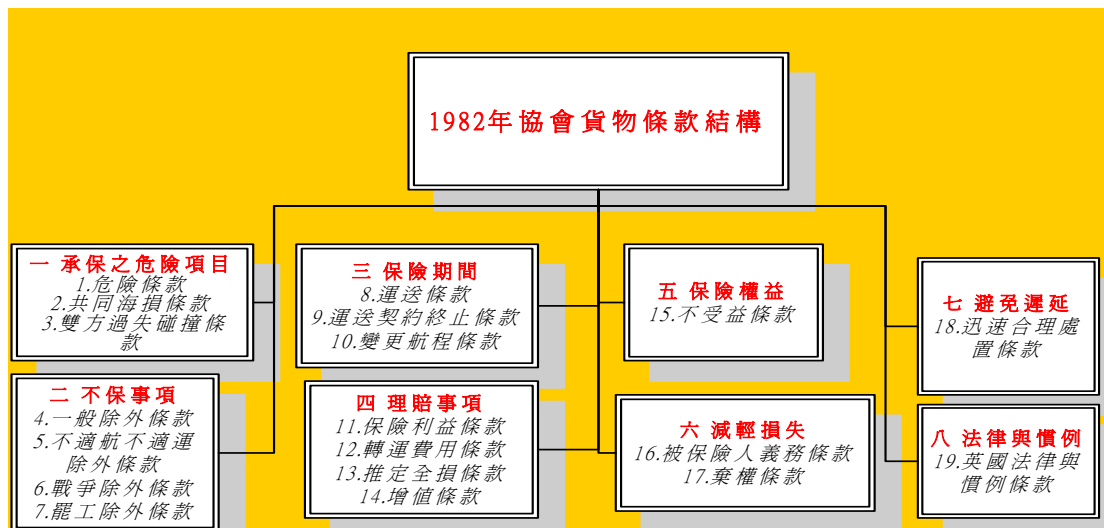 1982年協會貨物條款結構
一 承保之危險項目
1.危險條款
2.共同海損條款
3.雙方過失碰撞條
款
二 不保事項
4.一般除外條款
5.不適航不適運
除外條款
6.戰爭除外條款
7.罷工除外條款
三 保險期間
8.運送條款
9.運送契約終止條款
10.變更航程條款
四 理賠事項
11.保險利益條款
12.轉運費用條款
13.推定全損條款
14.增值條款
五 保險權益
15.不受益條款
六 減輕損失
16.被保險人義務條款
17.棄權條款
七 避免遲延
18.迅速合理處
置條款
八 法律與慣例
19.英國法律與
慣例條款